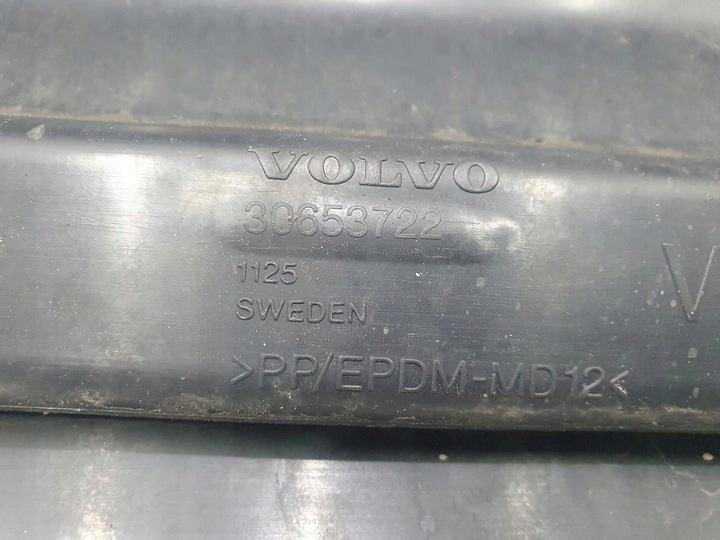 VOLVO
30653722
1125
SWEDEN
>PP/EPDM-MD12<
V